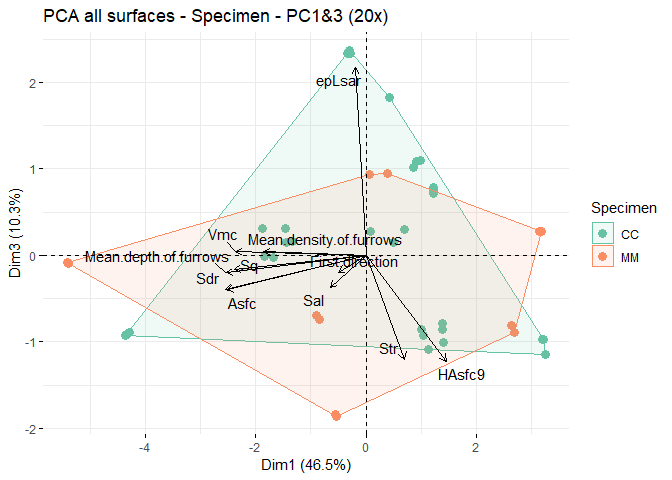 PCA all surfaces - Specimen - PC1&3 (20x)
epLsar
Vmc
Mean.density.of.furrows
Mean.depth.of.furrows
Sq
First.direction
Sdr
Asfc
Sal
Str
HAsfc9
2
1
0
-1
-2
-4
-2
0
2
Dim1 (46.5%)
Dim3 (10.3%)
Specimen
CC
MM